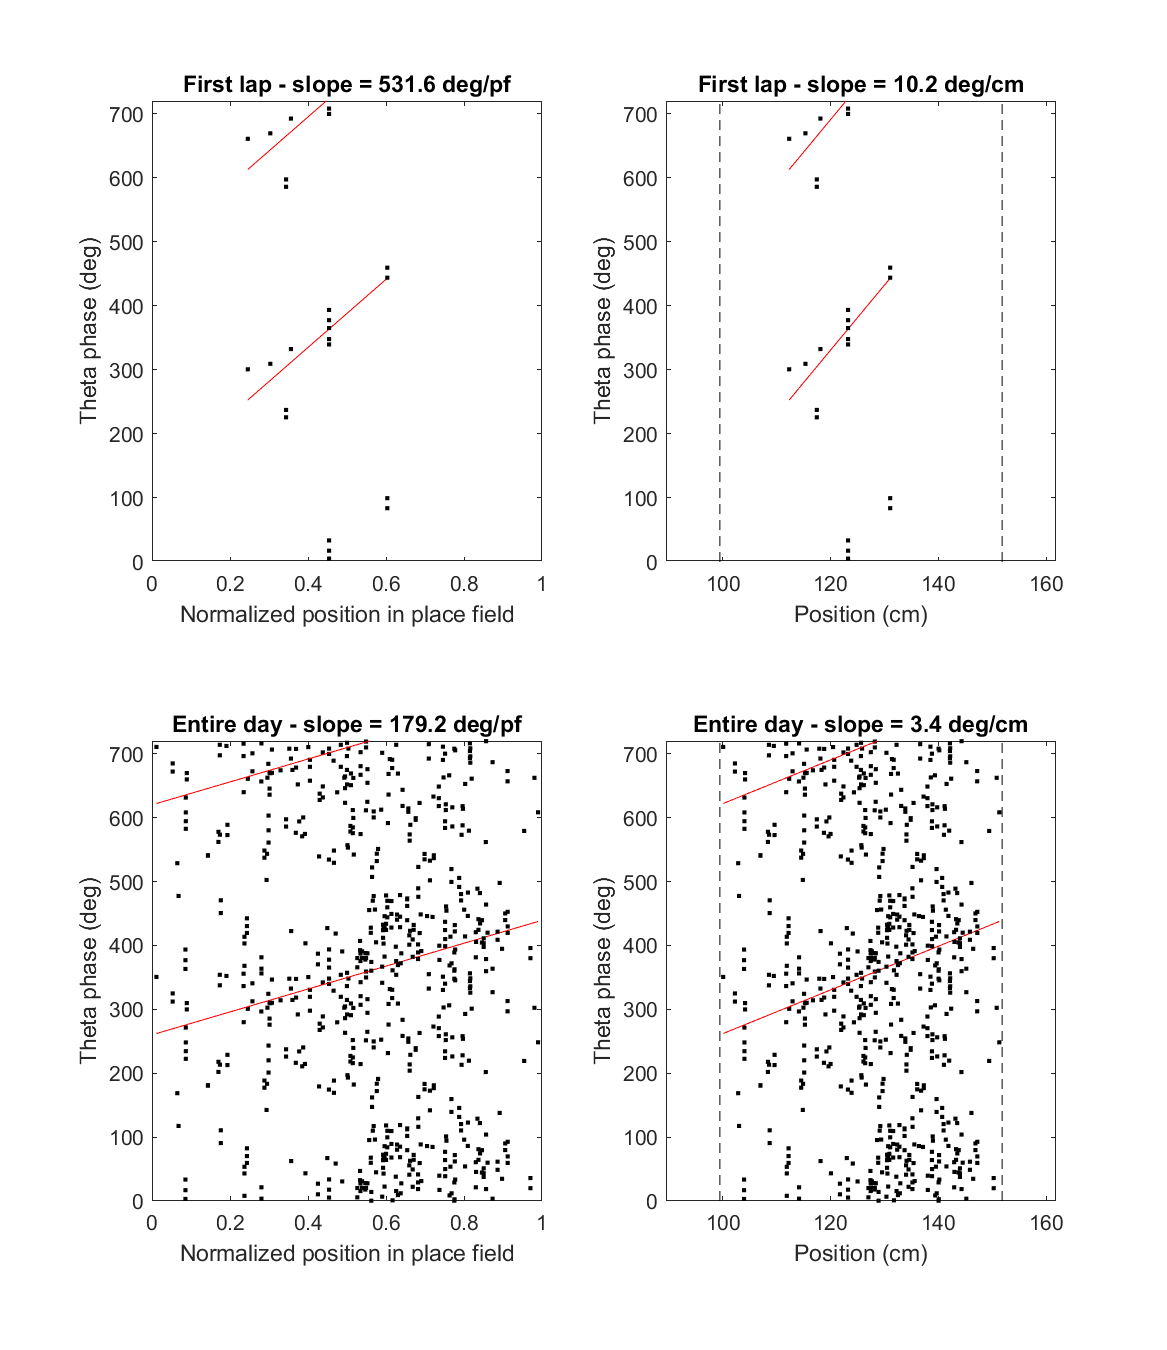 First lap - slope = 531.6 deg/pf
700
600
500
400
300
200
100
0
Theta phase (deg)
0 0.2 0.4 0.6 0.8 1
Normalized position in place field
First lap - slope = 10.2 deg/cm
700
600
500
400
300
200
100
0
Theta phase (deg)
100 120 140 160
Position (cm)
Entire day - slope = 179.2 deg/pf
700
600
500
400
300
200
100
0
Theta phase (deg)
0 0.2 0.4 0.6 0.8 1
Normalized position in place field
Entire day - slope = 3.4 deg/cm
700
600
500
400
300
200
100
0
Theta phase (deg)
100 120 140 160
Position (cm)